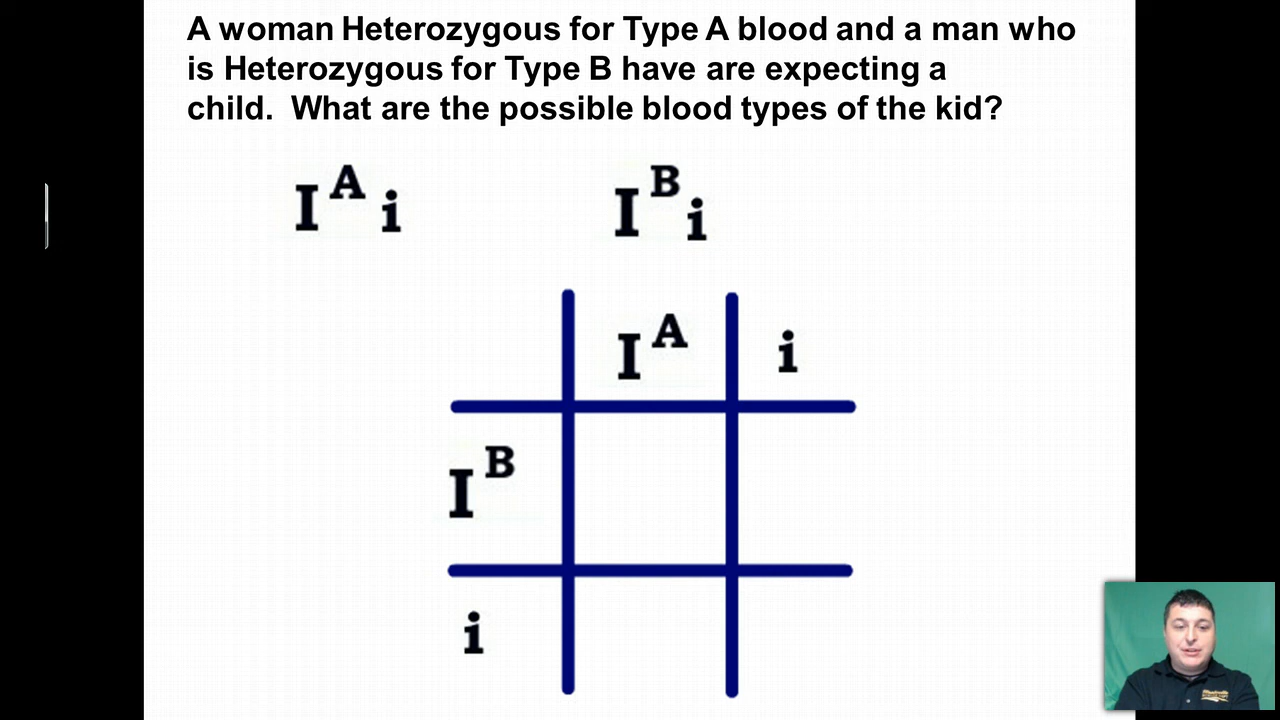 A woman Heterozygous for Type A blood and a man who
is Heterozygous for Type B have are expecting a
child.  What are the possible blood types of the kid?
I^A i I^B i
I^A i
I^B
i